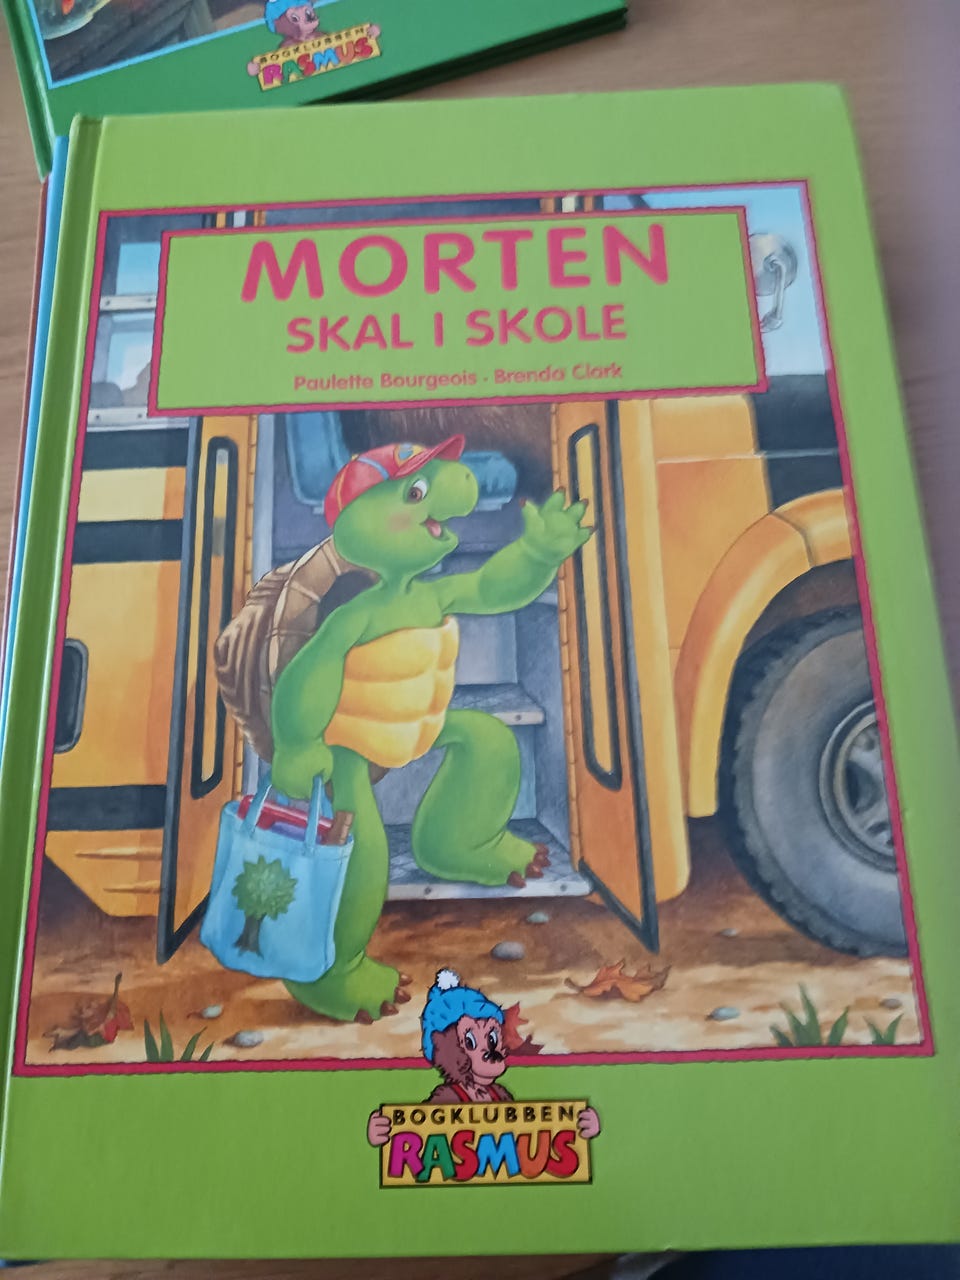 BOGKLUBBEN
RASMUS
MORTEN
SKAL I SKOLE
Paulette Bourgeois · Brenda Clark
BOGKLUBBEN
RASMUS